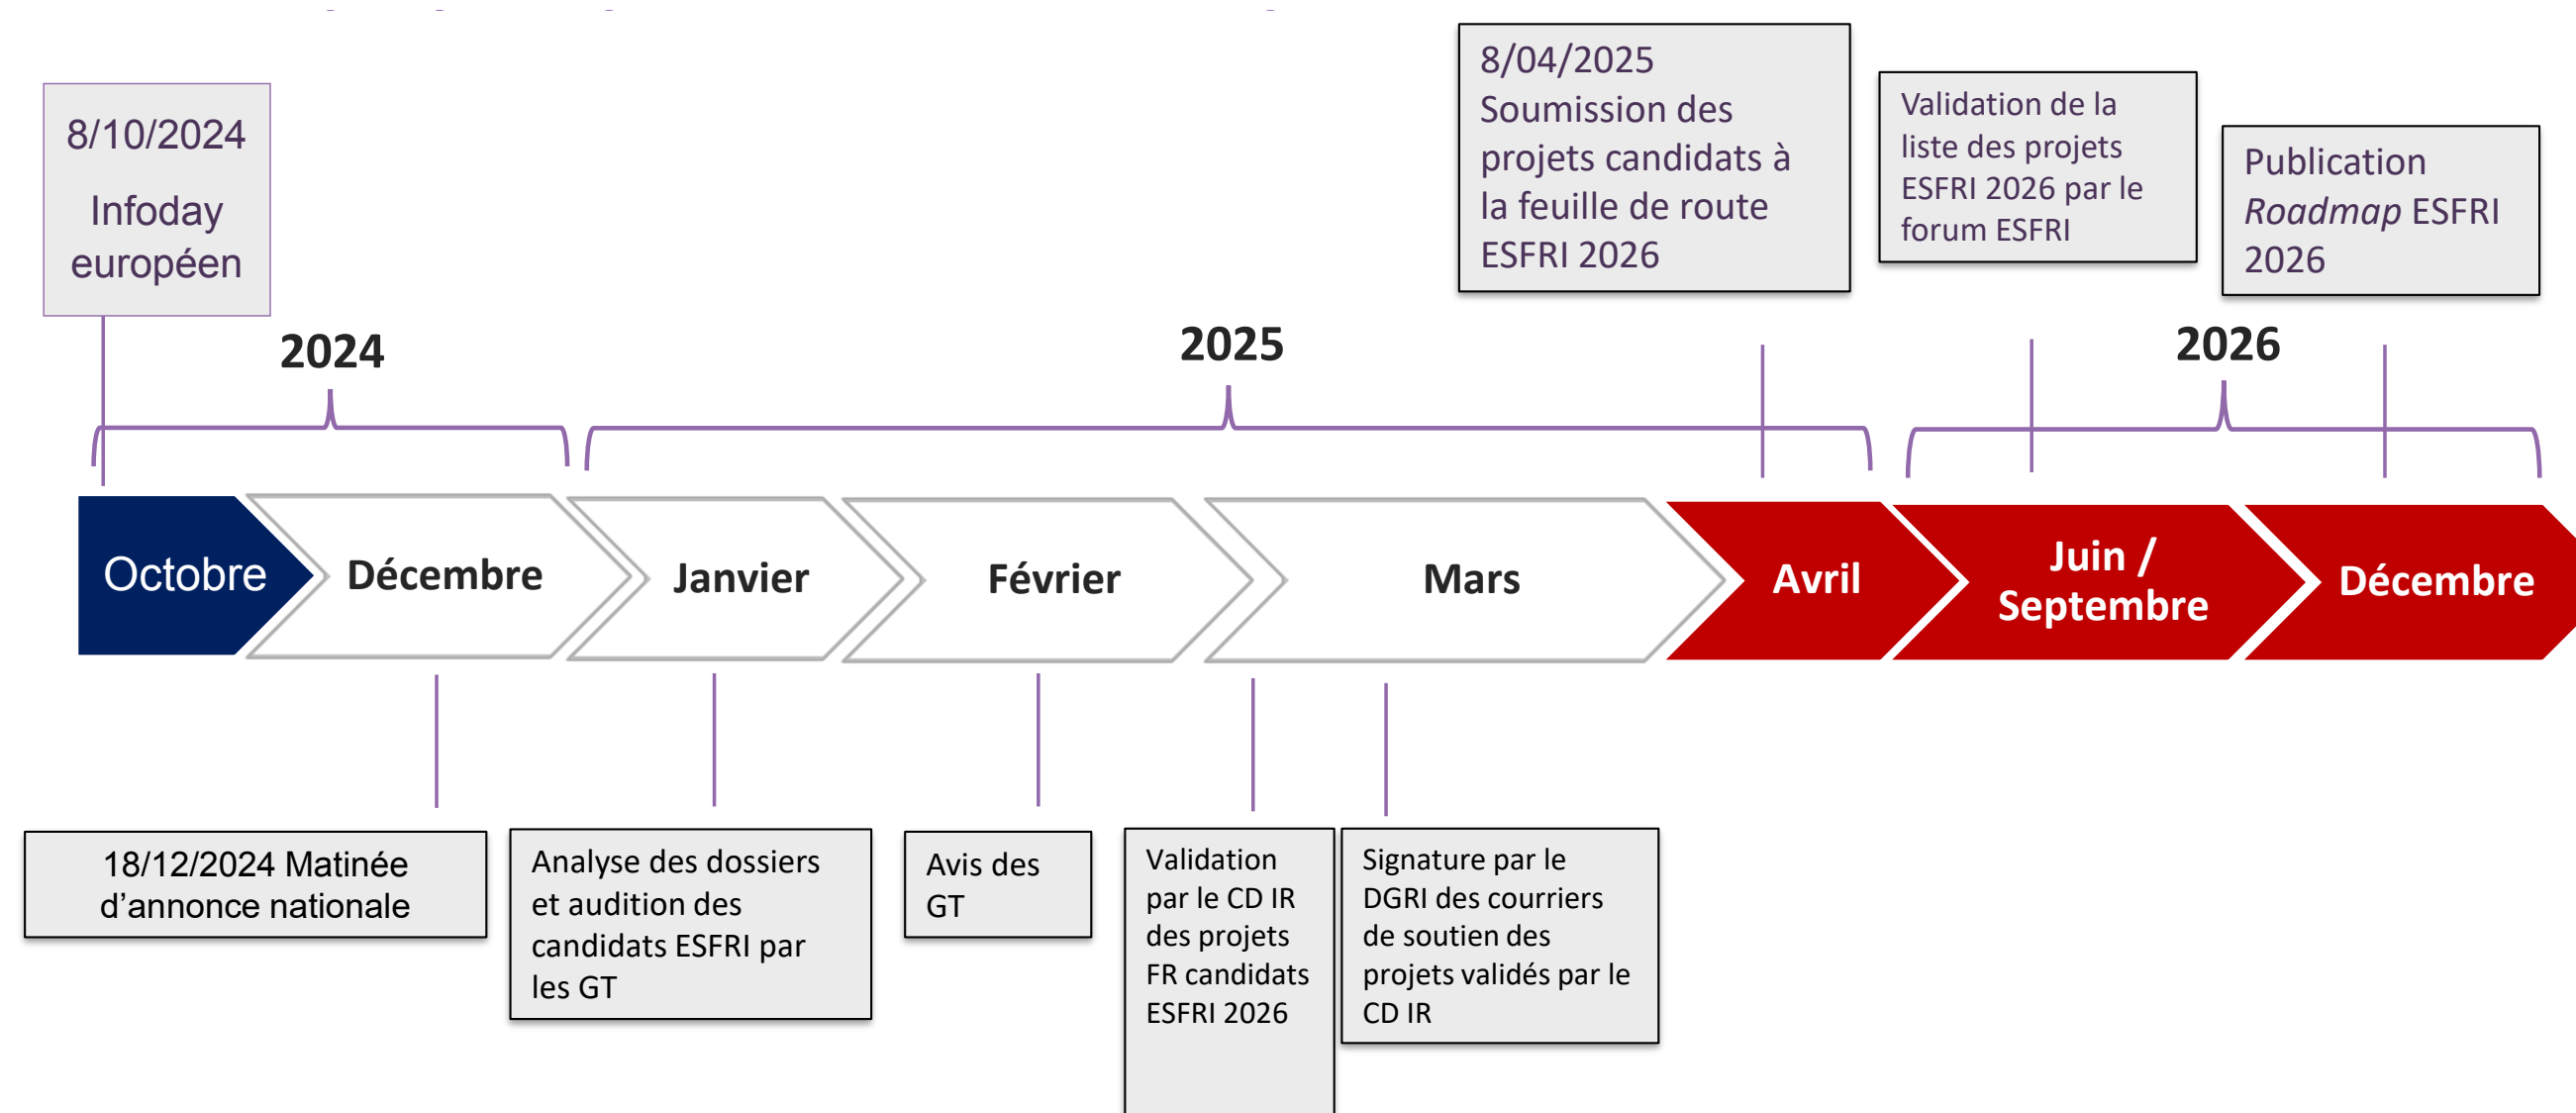 8/10/2024
Infoday
européen
8/04/2025
Soumission des
projets candidats à
la feuille de route
ESFRI 2026
Validation de la
liste des projets
ESFRI 2026 par le
forum ESFRI
Publication
Roadmap ESFRI
2026
2024
2025
2026
Octobre
Décembre
Janvier
Février
Mars
Avril
Juin /
Septembre
Décembre
18/12/2024 Matinée
d’annonce nationale
Analyse des dossiers
et audition des
candidats ESFRI par
les GT
Avis des
GT
Validation
par le CD IR
des projets
FR candidats
ESFRI 2026
Signature par le
DGRI des courriers
de soutien des
projets validés par le
CD IR